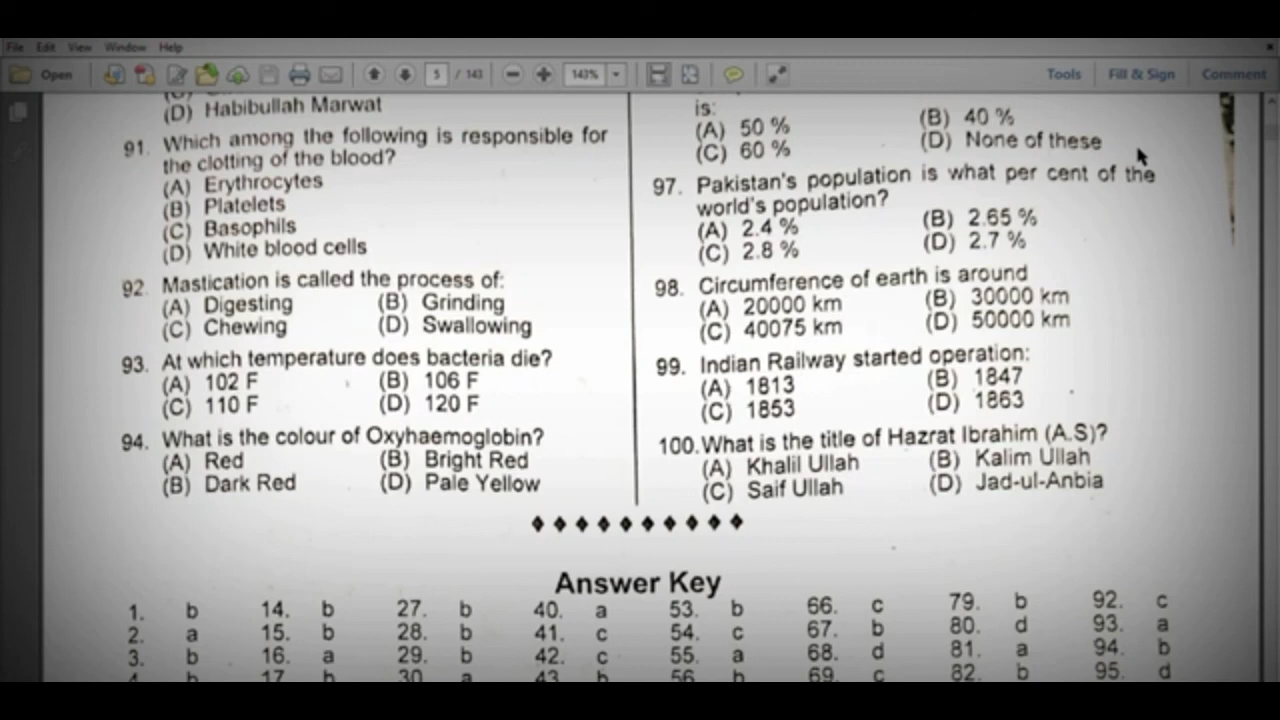 File Edit View Window Help
Open 5 / 143 143% Tools Fill & Sign Comment
(D) Habibullah Marwat
91. Which among the following is responsible for
the clotting of the blood?
(A) Erythrocytes
(B) Platelets
(C) Basophils
(D) White blood cells
92. Mastication is called the process of:
(A) Digesting (B) Grinding
(C) Chewing (D) Swallowing
93. At which temperature does bacteria die?
(A) 102 F (B) 106 F
(C) 110 F (D) 120 F
94. What is the colour of Oxyhaemoglobin?
(A) Red (B) Bright Red
(B) Dark Red (D) Pale Yellow
is:
(A) 50 % (B) 40 %
(C) 60 % (D) None of these
97. Pakistan's population is what per cent of the
world's population?
(A) 2.4 % (B) 2.65 %
(C) 2.8 % (D) 2.7 %
98. Circumference of earth is around
(A) 20000 km (B) 30000 km
(C) 40075 km (D) 50000 km
99. Indian Railway started operation:
(A) 1813 (B) 1847
(C) 1853 (D) 1863
100. What is the title of Hazrat Ibrahim (A.S)?
(A) Khalil Ullah (B) Kalim Ullah
(C) Saif Ullah (D) Jad-ul-Anbia
Answer Key
1. b 14. b 27. b 40. a 53. b 66. c 79. b 92. c
2. a 15. b 28. b 41. c 54. c 67. b 80. d 93. a
3. b 16. a 29. b 42. c 55. a 68. d 81. a 94. b
4. b 17. b 30. a 43. b 56. b 69. c 82. b 95. d